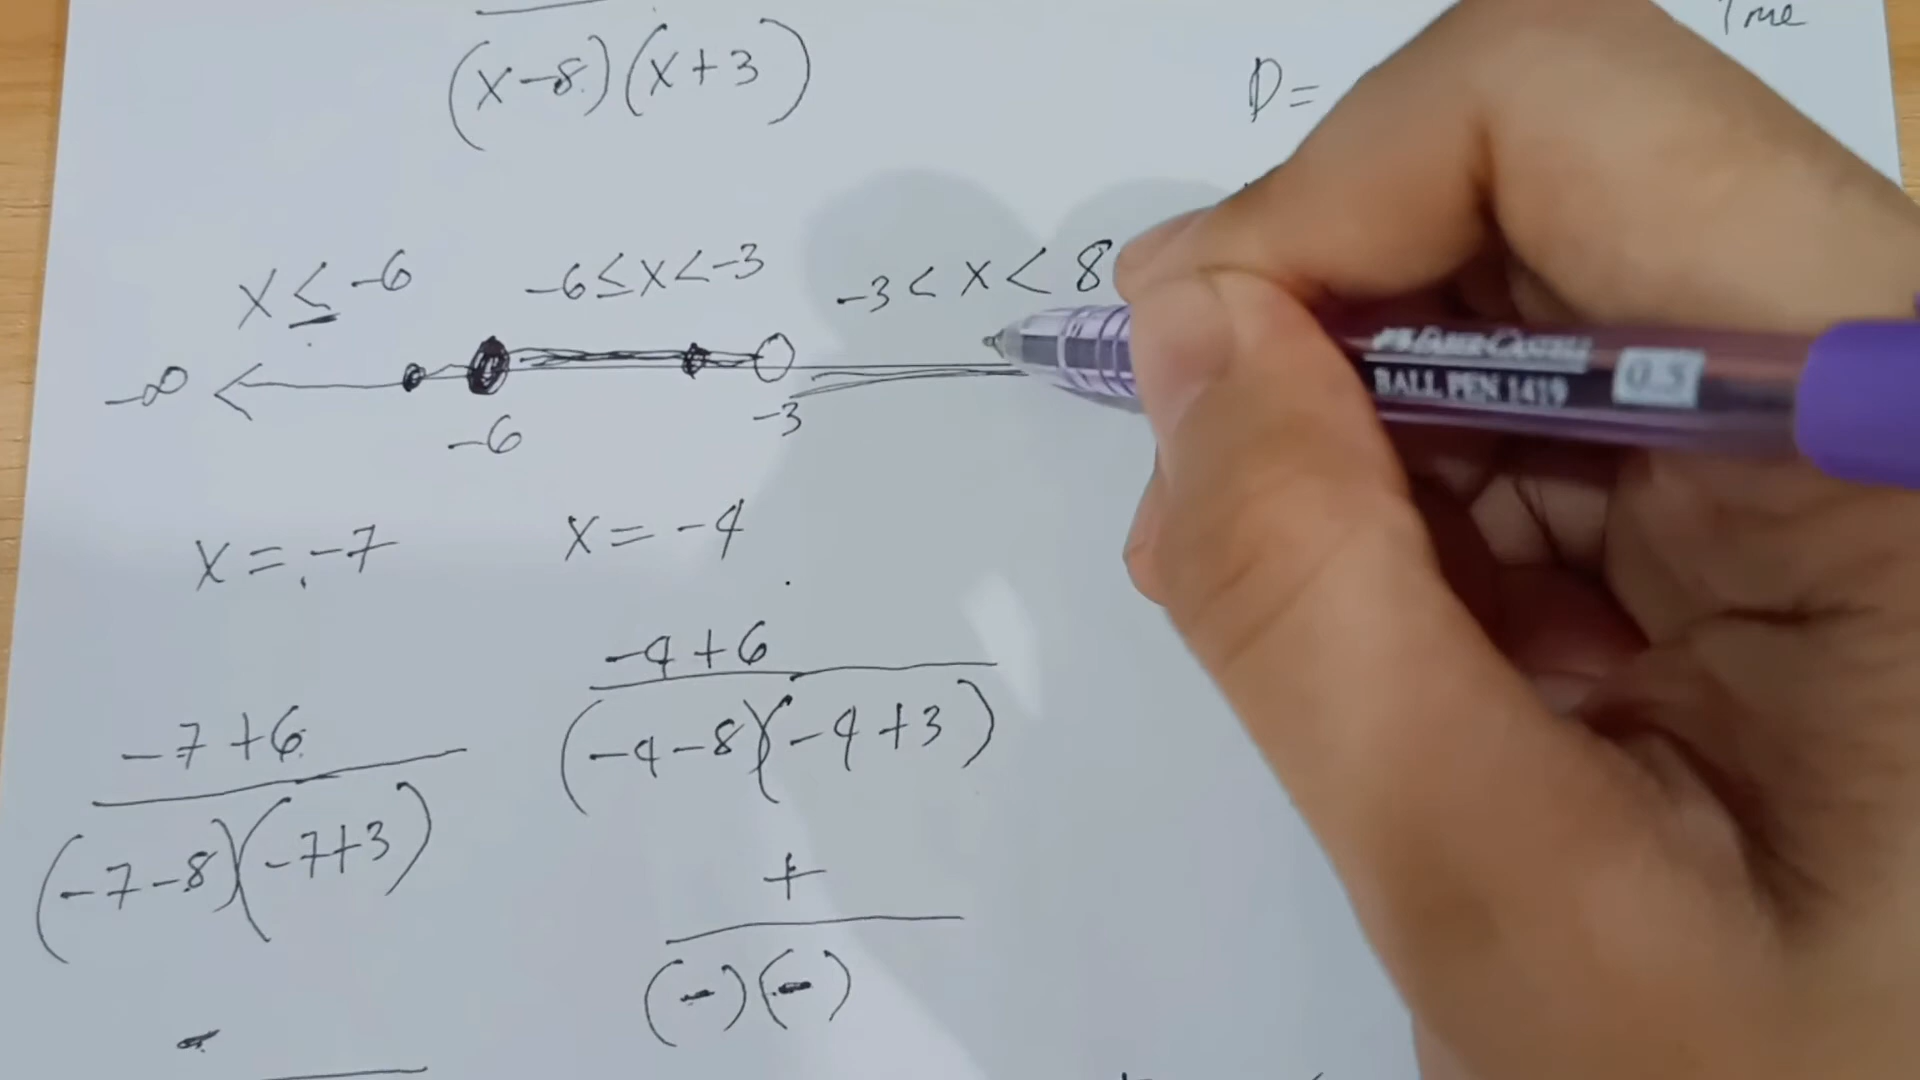 True
(x-8)(x+3)
D=
x ≤ -6
-6≤x<-3
-3<x<8
-∞
-6
-3
x=-7
x=-4
-4+6
(-4-8)(-4+3)
-7+6
(-7-8)(-7+3)
+
(-)(-)
-
FABER-CASTELL
BALL PEN 1419
0.5